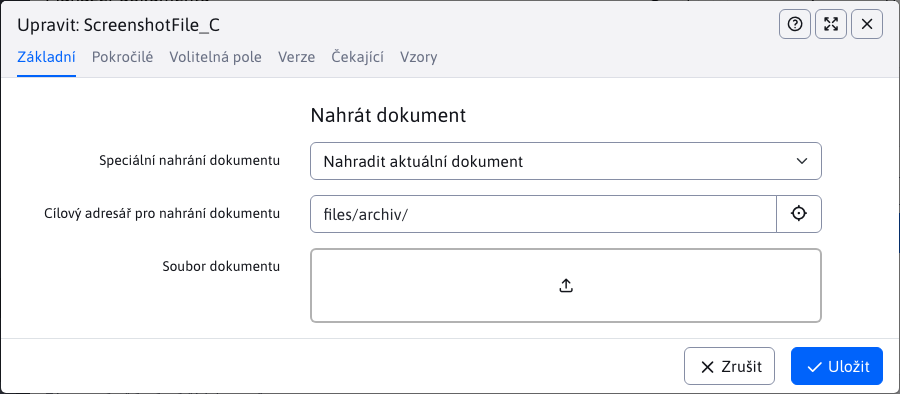 Upravit: ScreenshotFile_C
Základní Pokročilé Volitelná pole Verze Čekající Vzory
Nahrát dokument
Speciální nahrání dokumentu Nahradit aktuální dokument
Cílový adresář pro nahrání dokumentu files/archiv/
Soubor dokumentu
Zrušit Uložit